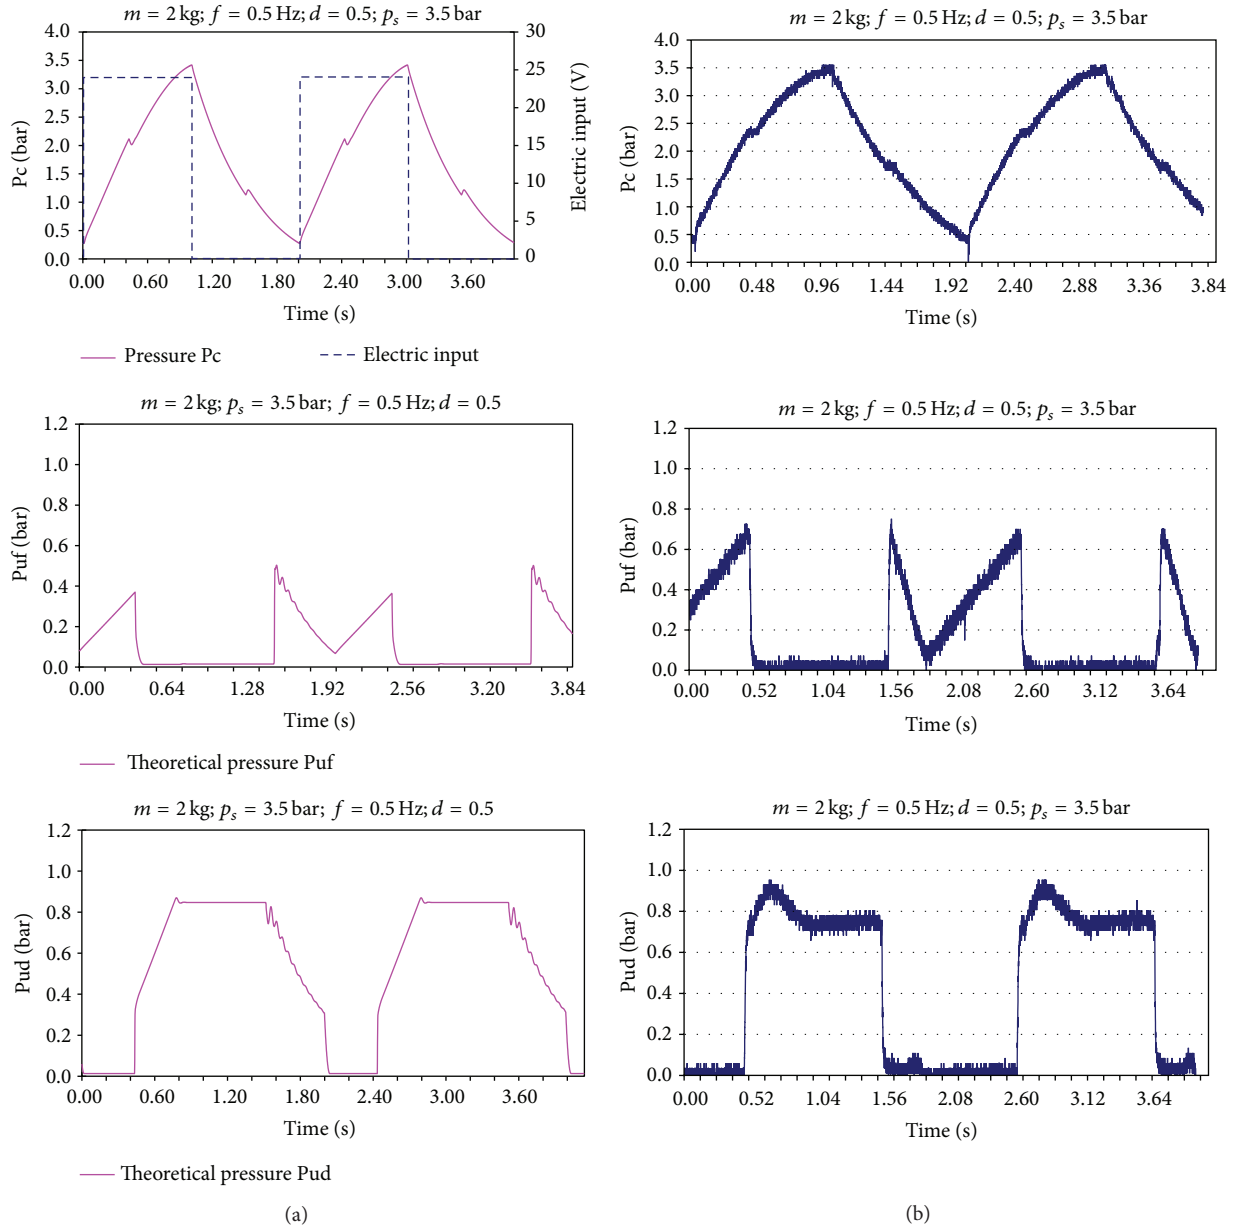 m = 2 kg; f = 0.5 Hz; d = 0.5; p_s = 3.5 bar
4.0
3.5
3.0
2.5
2.0
1.5
1.0
0.5
0.0
Pc (bar)
30
25
20
15
10
5
0
Electric input (V)
0.00 0.60 1.20 1.80 2.40 3.00 3.60
Time (s)
Pressure Pc
Electric input
m = 2 kg; f = 0.5 Hz; d = 0.5; p_s = 3.5 bar
4.0
3.5
3.0
2.5
2.0
1.5
1.0
0.5
0.0
Pc (bar)
0.00 0.48 0.96 1.44 1.92 2.40 2.88 3.36 3.84
Time (s)
m = 2 kg; p_s = 3.5 bar; f = 0.5 Hz; d = 0.5
1.2
1.0
0.8
0.6
0.4
0.2
0.0
Puf (bar)
0.00 0.64 1.28 1.92 2.56 3.20 3.84
Time (s)
Theoretical pressure Puf
m = 2 kg; f = 0.5 Hz; d = 0.5; p_s = 3.5 bar
1.2
1.0
0.8
0.6
0.4
0.2
0.0
Puf (bar)
0.00 0.52 1.04 1.56 2.08 2.60 3.12 3.64
Time (s)
m = 2 kg; p_s = 3.5 bar; f = 0.5 Hz; d = 0.5
1.2
1.0
0.8
0.6
0.4
0.2
0.0
Pud (bar)
0.00 0.60 1.20 1.80 2.40 3.00 3.60
Time (s)
Theoretical pressure Pud
(a)
m = 2 kg; f = 0.5 Hz; d = 0.5; p_s = 3.5 bar
1.2
1.0
0.8
0.6
0.4
0.2
0.0
Pud (bar)
0.00 0.52 1.04 1.56 2.08 2.60 3.12 3.64
Time (s)
(b)